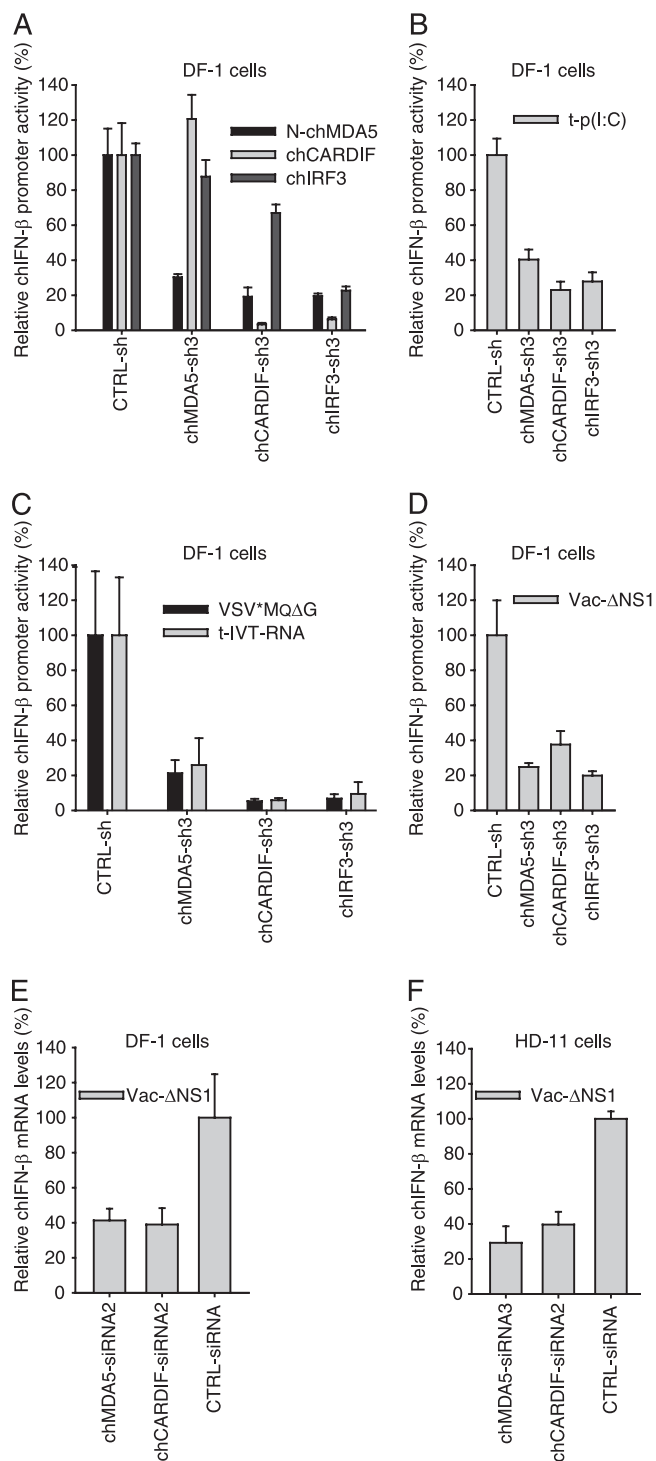 A
DF-1 cells
Relative chIFN-β promoter activity (%)
140
120
100
80
60
40
20
0
N-chMDA5
chCARDIF
chIRF3
CTRL-sh
chMDA5-sh3
chCARDIF-sh3
chIRF3-sh3
B
DF-1 cells
Relative chIFN-β promoter activity (%)
140
120
100
80
60
40
20
0
t-p(I:C)
CTRL-sh
chMDA5-sh3
chCARDIF-sh3
chIRF3-sh3
C
DF-1 cells
Relative chIFN-β promoter activity (%)
140
120
100
80
60
40
20
0
VSV*MQΔG
t-IVT-RNA
CTRL-sh
chMDA5-sh3
chCARDIF-sh3
chIRF3-sh3
D
DF-1 cells
Relative chIFN-β promoter activity (%)
140
120
100
80
60
40
20
0
Vac-ΔNS1
CTRL-sh
chMDA5-sh3
chCARDIF-sh3
chIRF3-sh3
E
DF-1 cells
Relative chIFN-β mRNA levels (%)
140
120
100
80
60
40
20
0
Vac-ΔNS1
chMDA5-siRNA2
chCARDIF-siRNA2
CTRL-siRNA
F
HD-11 cells
Relative chIFN-β mRNA levels (%)
140
120
100
80
60
40
20
0
Vac-ΔNS1
chMDA5-siRNA3
chCARDIF-siRNA2
CTRL-siRNA